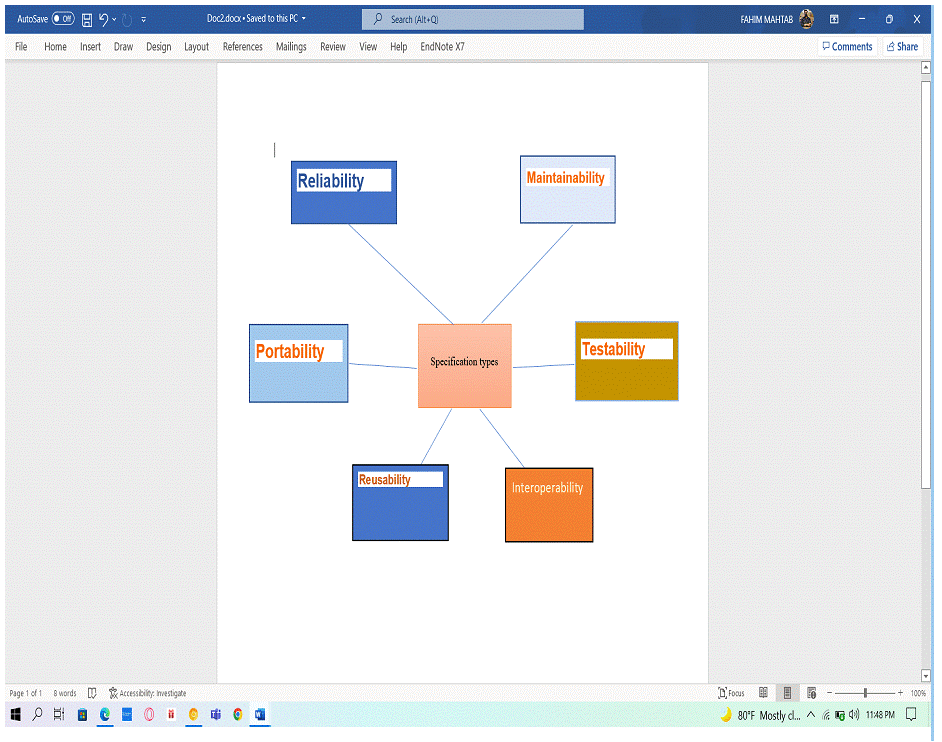 AutoSave Off Doc2.docx • Saved to this PC Search (Alt+Q) FAHIM MAHTAB
File Home Insert Draw Design Layout References Mailings Review View Help EndNote X7 Comments Share
Reliability
Maintainability
Portability
Specification types
Testability
Reusability
Interoperability
Page 1 of 1 8 words Accessibility: Investigate Focus 100%
80°F Mostly cl... 11:48 PM